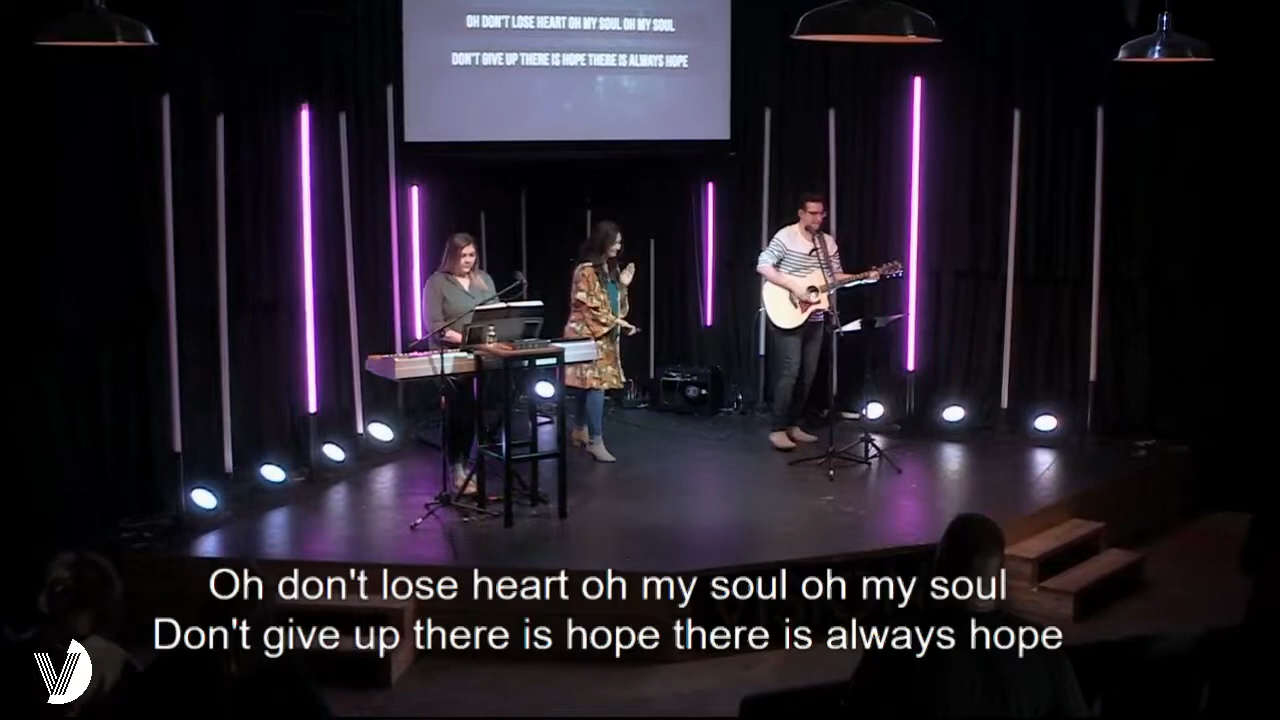 OH DON'T LOSE HEART OH MY SOUL OH MY SOUL
DON'T GIVE UP THERE IS HOPE THERE IS ALWAYS HOPE
Oh don't lose heart oh my soul oh my soul
Don't give up there is hope there is always hope